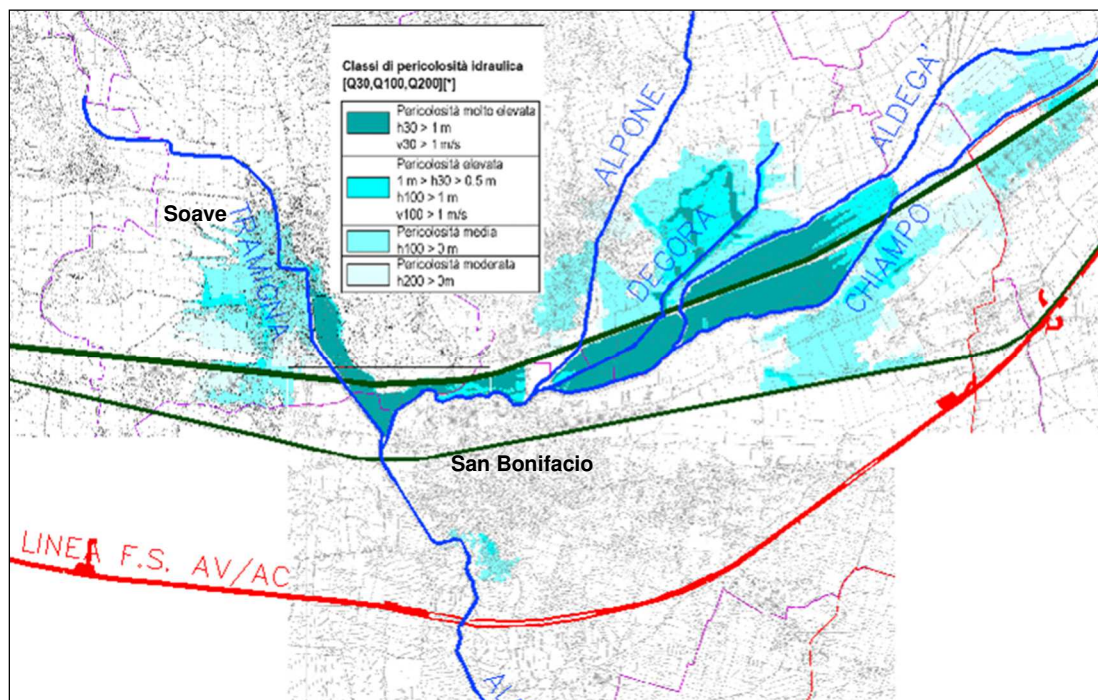 Classi di pericolosità idraulica
[Q30,Q100,Q200][*]
Pericolosità molto elevata
h30 > 1 m
v30 > 1 m/s
Pericolosità elevata
1 m > h30 > 0.5 m
h100 > 1 m
v100 > 1 m/s
Pericolosità media
h100 > 0 m
Pericolosità moderata
h200 > 0m
ALPONE
ALDEGA'
Soave
TRAMIGNA
DEGORA
CHIAMPO
San Bonifacio
LINEA F.S. AV/AC